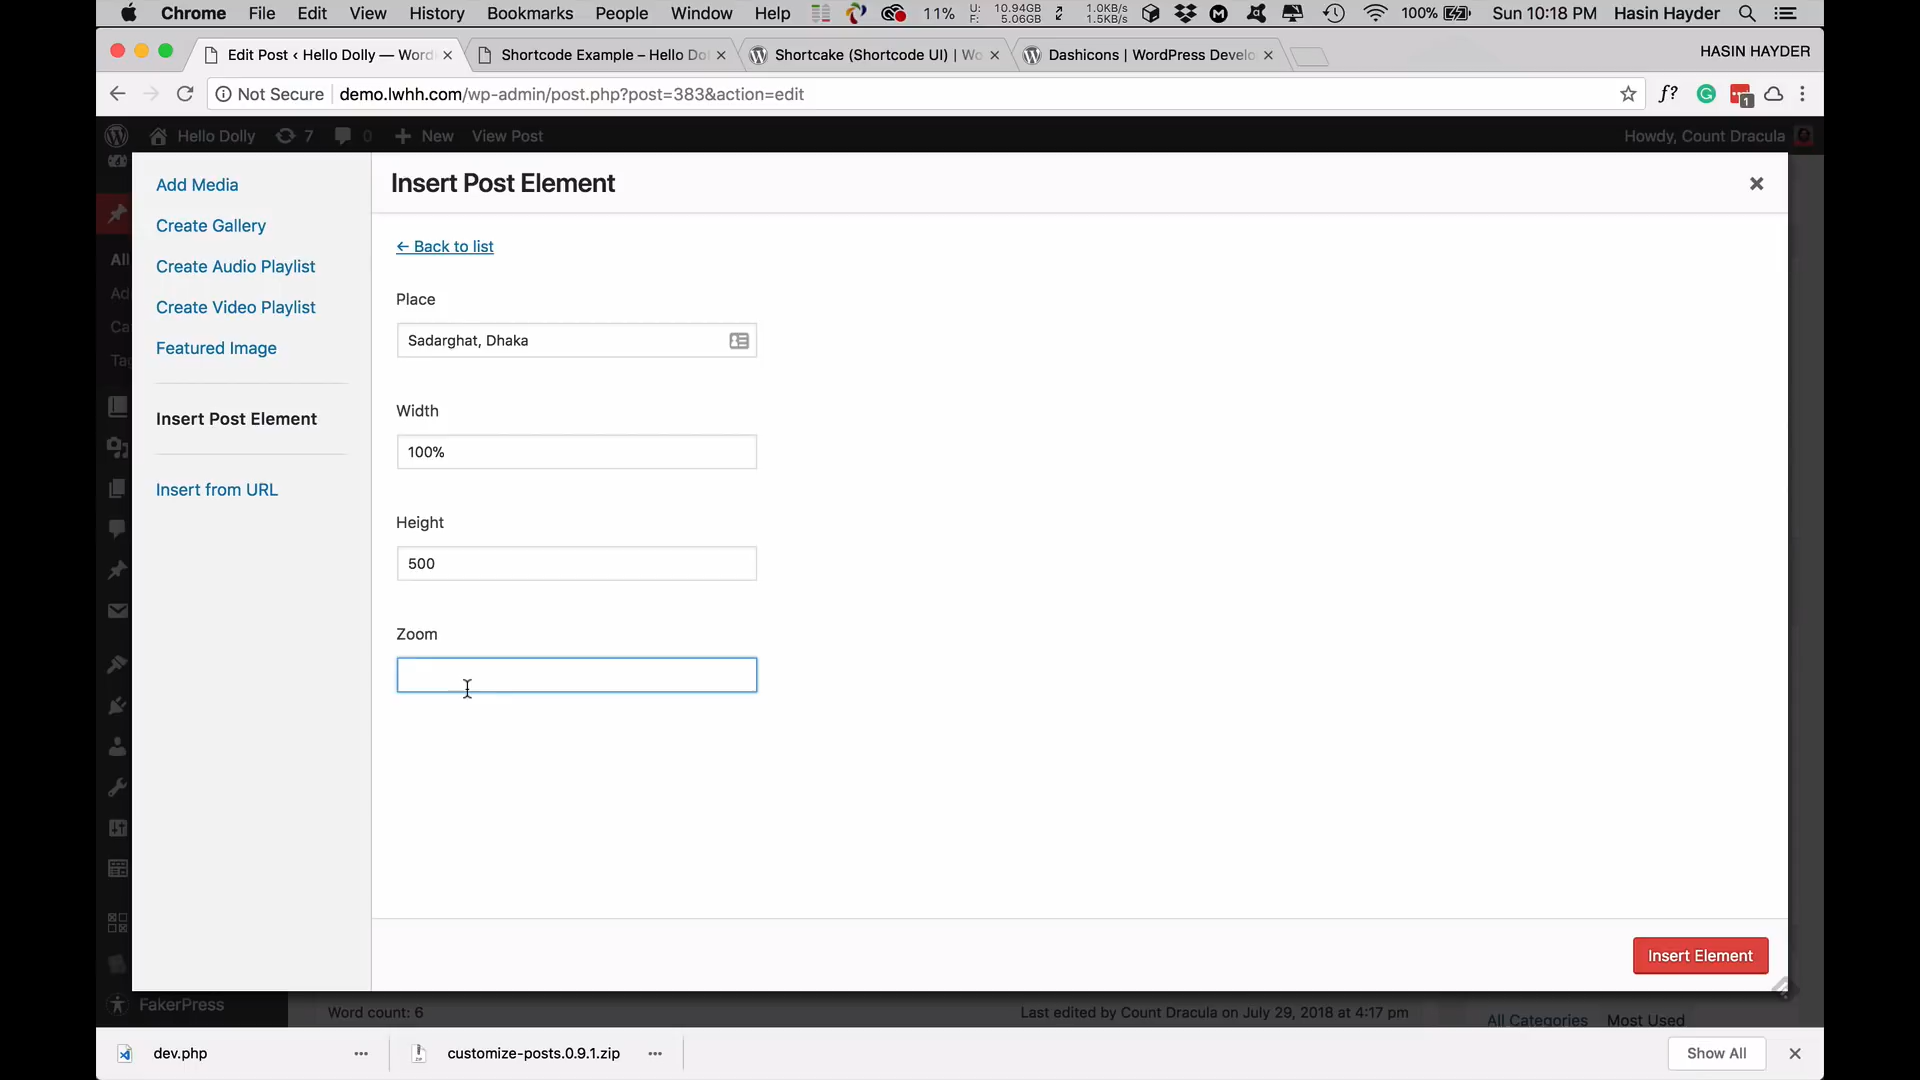 Chrome File Edit View History Bookmarks People Window Help 11% U: 10.94GB F: 5.06GB 1.0KB/s 1.5KB/s 100% Sun 10:18 PM Hasin Hayder
Edit Post ‹ Hello Dolly — Word Shortcode Example – Hello Do Shortcake (Shortcode UI) | Wo Dashicons | WordPress Develo HASIN HAYDER
Not Secure demo.lwhh.com/wp-admin/post.php?post=383&action=edit f? 1
Hello Dolly 7 0 New View Post Howdy, Count Dracula
Add Media
Create Gallery
Create Audio Playlist
Create Video Playlist
Featured Image
Insert Post Element
Insert from URL
All
Ad
Ca
Tag
FakerPress
Insert Post Element
← Back to list
Place
Sadarghat, Dhaka
Width
100%
Height
500
Zoom
Insert Element
Word count: 6 Last edited by Count Dracula on July 29, 2018 at 4:17 pm All Categories Most Used
dev.php customize-posts.0.9.1.zip Show All